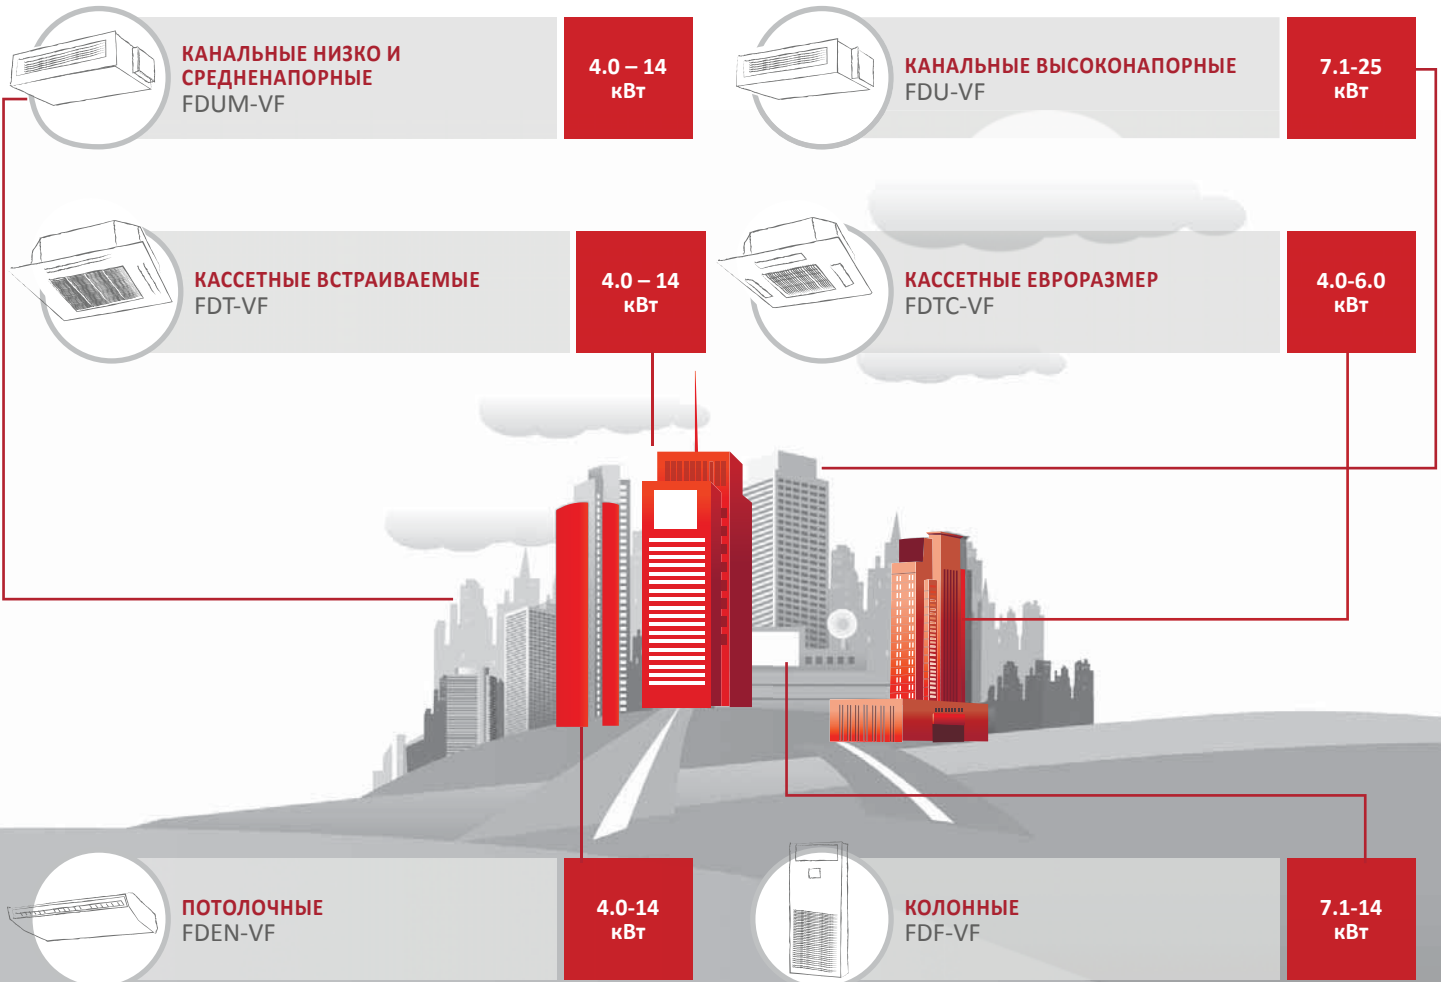 КАНАЛЬНЫЕ НИЗКО И
СРЕДНЕНАПОРНЫЕ
FDUM-VF
4.0 – 14
кВт
КАНАЛЬНЫЕ ВЫСОКОНАПОРНЫЕ
FDU-VF
7.1-25
кВт
КАССЕТНЫЕ ВСТРАИВАЕМЫЕ
FDT-VF
4.0 – 14
кВт
КАССЕТНЫЕ ЕВРОРАЗМЕР
FDTC-VF
4.0-6.0
кВт
ПОТОЛОЧНЫЕ
FDEN-VF
4.0-14
кВт
КОЛОННЫЕ
FDF-VF
7.1-14
кВт